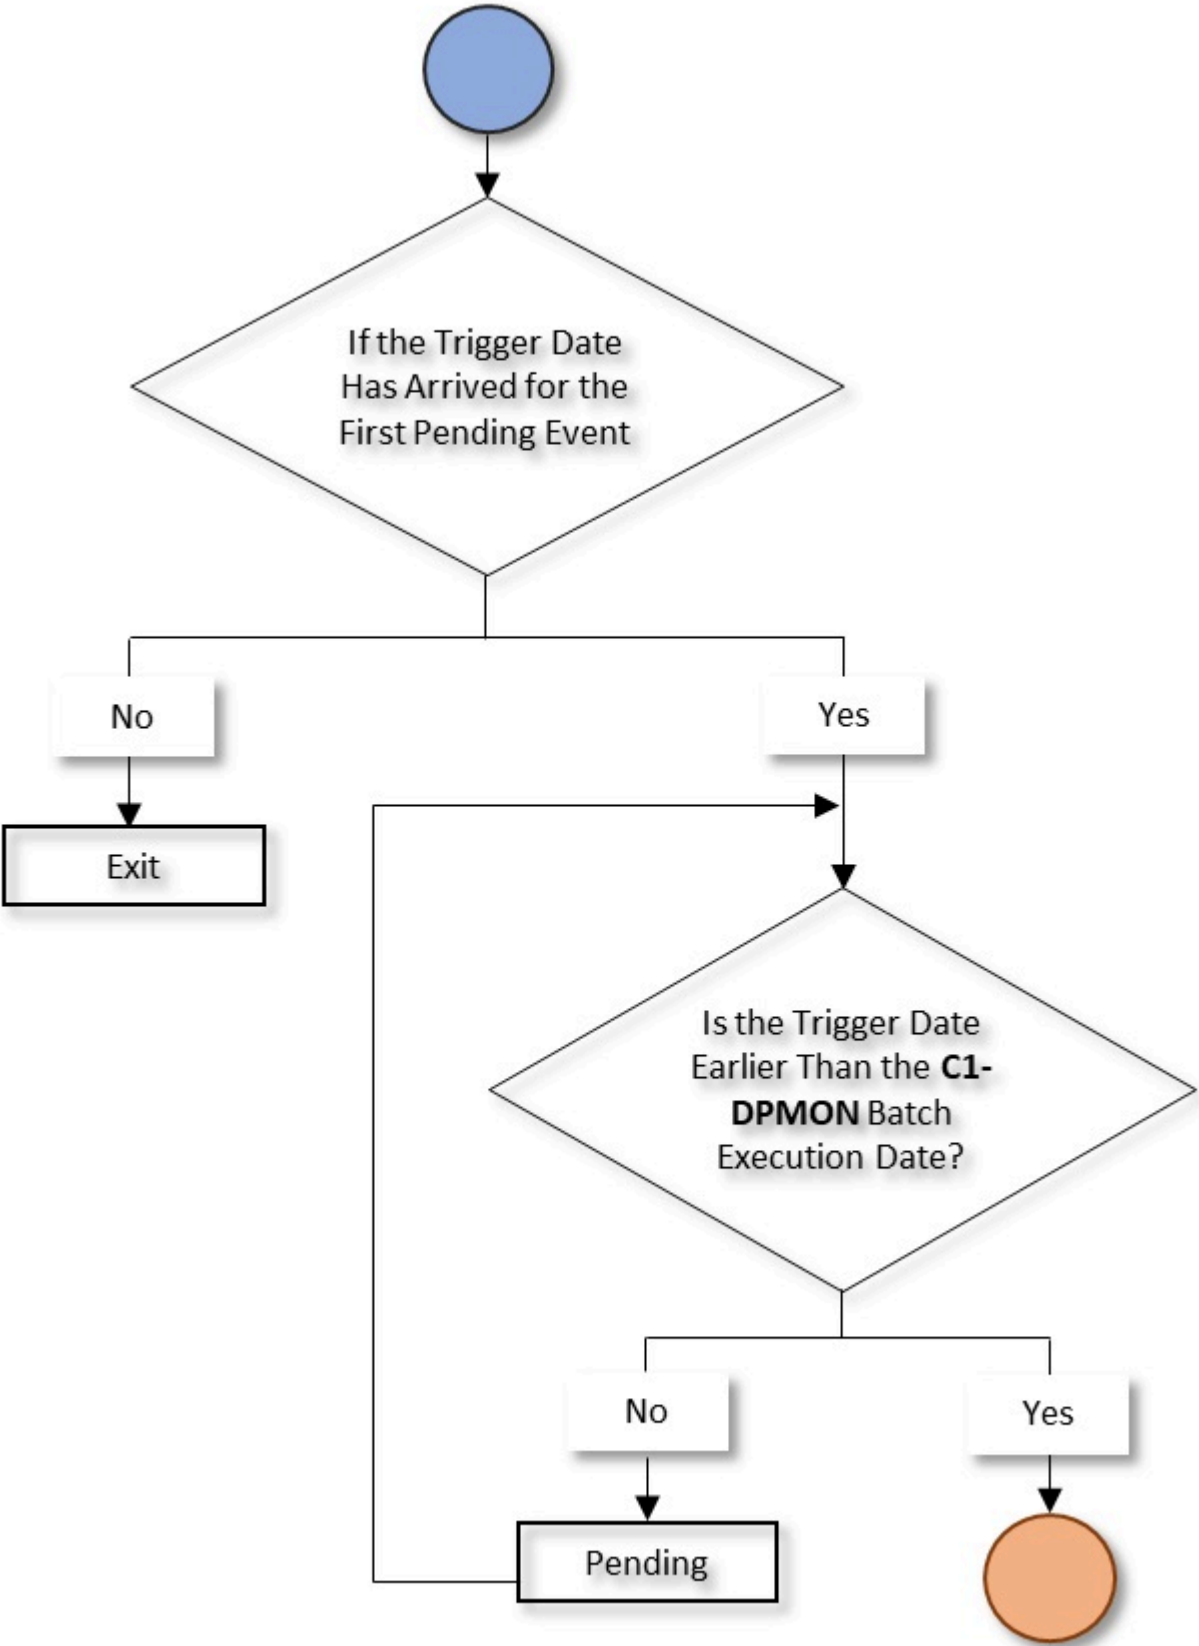 If the Trigger Date
Has Arrived for the
First Pending Event
No
Yes
Exit
Is the Trigger Date
Earlier Than the C1-
DPMON Batch
Execution Date?
No
Yes
Pending